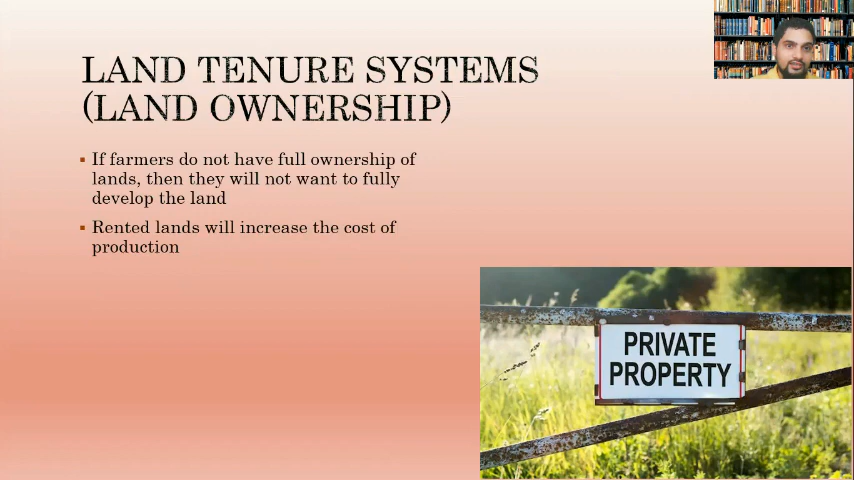 LAND TENURE SYSTEMS
(LAND OWNERSHIP)
▪ If farmers do not have full ownership of
lands, then they will not want to fully
develop the land
▪ Rented lands will increase the cost of
production
PRIVATE
PROPERTY